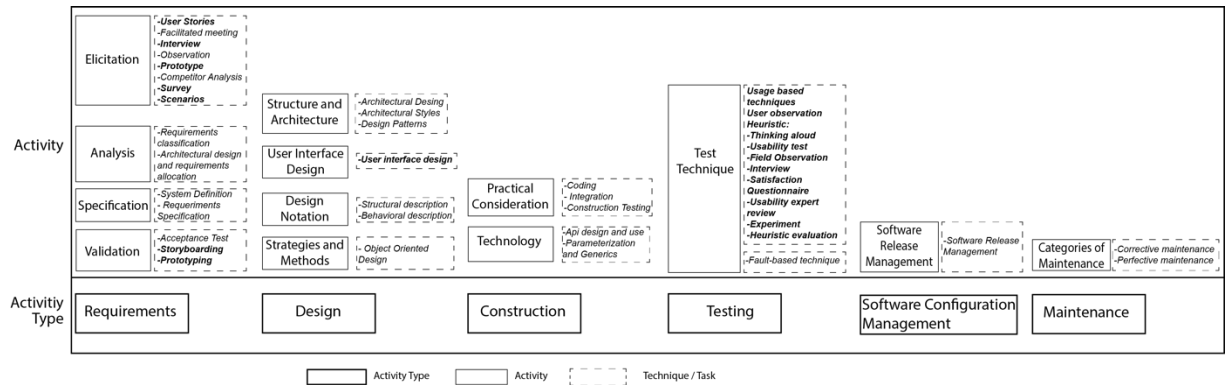 Activity
Elicitation
-User Stories
-Facilitated meeting
-Interview
-Observation
-Prototype
-Competitor Analysis
-Survey
-Scenarios
Analysis
-Requirements
classification
-Architectural design
and requirements
allocation
Specification
-System Definition
- Requeriments
Specification
Validation
-Acceptance Test
-Storyboarding
-Prototyping
Structure and
Architecture
-Architectural Desing
-Architectural Styles
-Design Patterns
User Interface
Design
-User interface design
Design
Notation
-Structural description
-Behavioral description
Strategies and
Methods
- Object Oriented
Design
Practical
Consideration
-Coding
- Integration
-Construction Testing
Technology
-Api design and use
-Parameterization
and Generics
Test
Technique
Usage based
techniques
User observation
Heuristic:
-Thinking aloud
-Usability test
-Field Observation
-Interview
-Satisfaction
Questionnaire
-Usability expert
review
-Experiment
-Heuristic evaluation
-Fault-based technique
Software
Release
Management
-Software Release
Management
Categories of
Maintenance
-Corrective maintenance
-Perfective maintenance
Activitiy
Type
Requirements
Design
Construction
Testing
Software Configuration
Management
Maintenance
Activity Type
Activity
Technique / Task